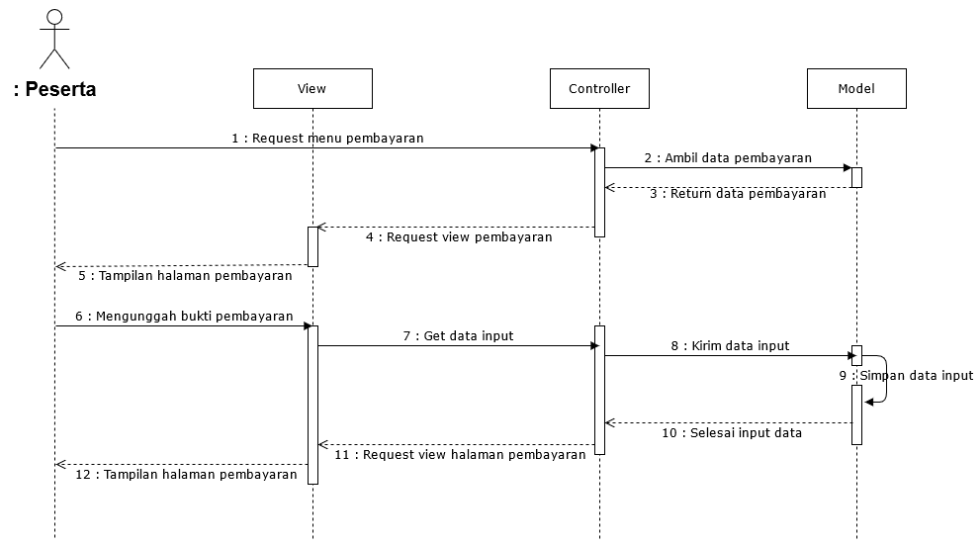 : Peserta
View
Controller
Model
1 : Request menu pembayaran
2 : Ambil data pembayaran
3 : Return data pembayaran
4 : Request view pembayaran
5 : Tampilan halaman pembayaran
6 : Mengunggah bukti pembayaran
7 : Get data input
8 : Kirim data input
9 : Simpan data input
10 : Selesai input data
11 : Request view halaman pembayaran
12 : Tampilan halaman pembayaran